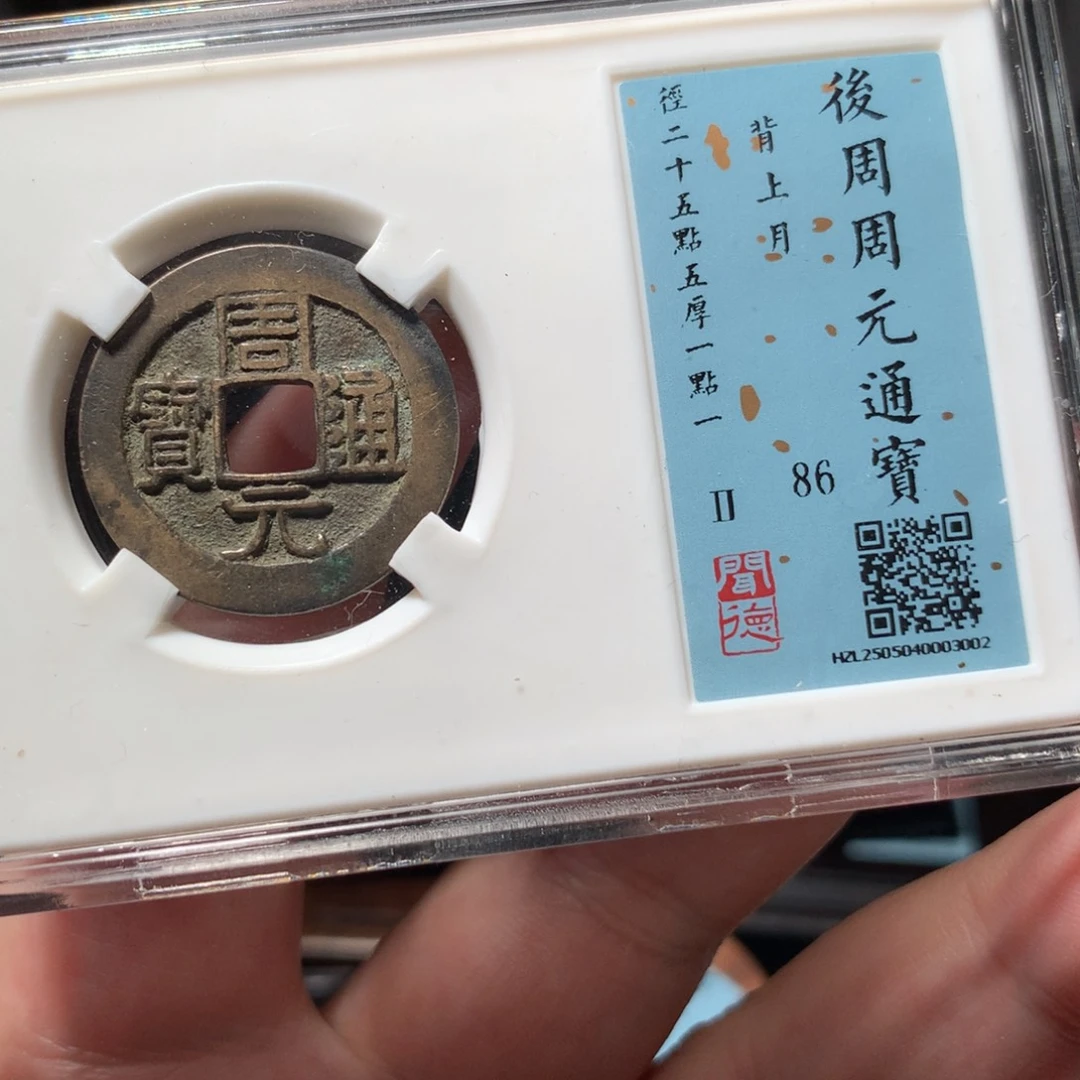 周元通寶
後周周元通寶
背上月
86
徑二十五點五厚一點一
II
聞德
HZL2505040003002